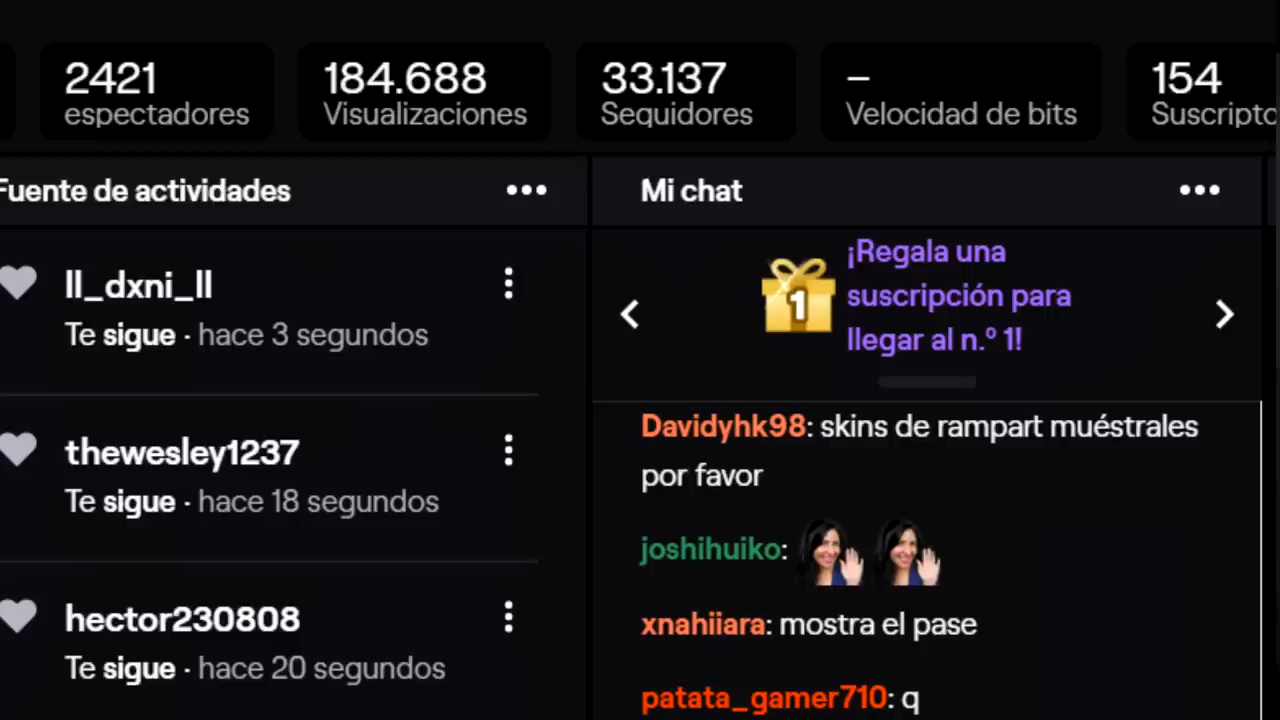 2421
espectadores
184.688
Visualizaciones
33.137
Seguidores
–
Velocidad de bits
154
Suscripto
Fuente de actividades
ll_dxni_ll
Te sigue · hace 3 segundos
thewesley1237
Te sigue · hace 18 segundos
hector230808
Te sigue · hace 20 segundos
Mi chat
1
¡Regala una
suscripción para
llegar al n.º 1!
Davidyhk98: skins de rampart muéstrales
por favor
joshihuiko:
xnahiiara: mostra el pase
patata_gamer710: q